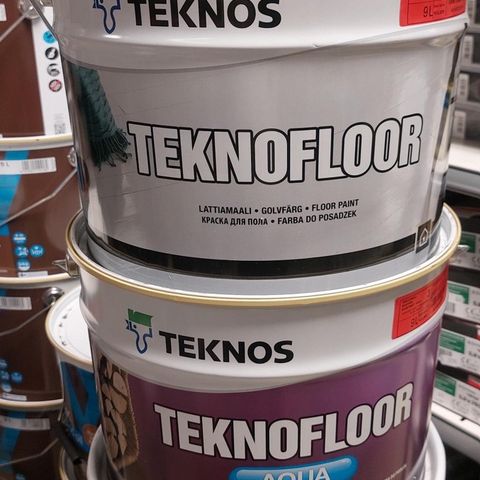 TEKNOS
9L
TEKNOFLOOR
LATTIAMAALI • GOLVFÄRG • FLOOR PAINT
КРАСКА ДЛЯ ПОЛА • FARBA DO POSADZEK
TEKNOS
TEKNOFLOOR
AQUA